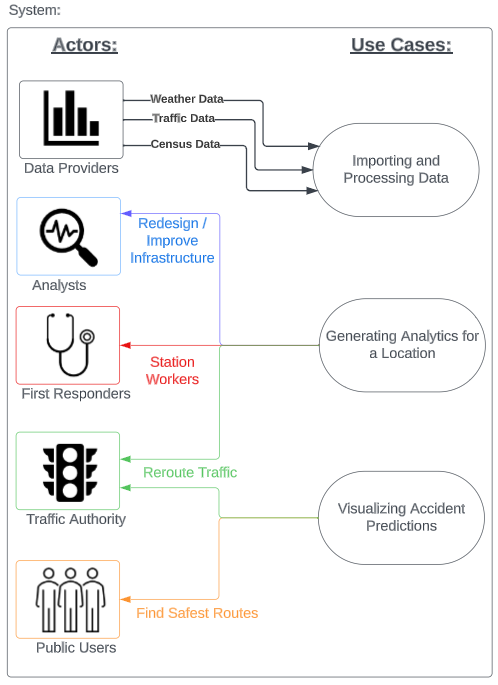 System:
Actors:
Use Cases:
Weather Data
Traffic Data
Census Data
Data Providers
Importing and
Processing Data
Redesign /
Improve
Infrastructure
Analysts
Generating Analytics for
a Location
Station
Workers
First Responders
Reroute Traffic
Traffic Authority
Visualizing Accident
Predictions
Find Safest Routes
Public Users